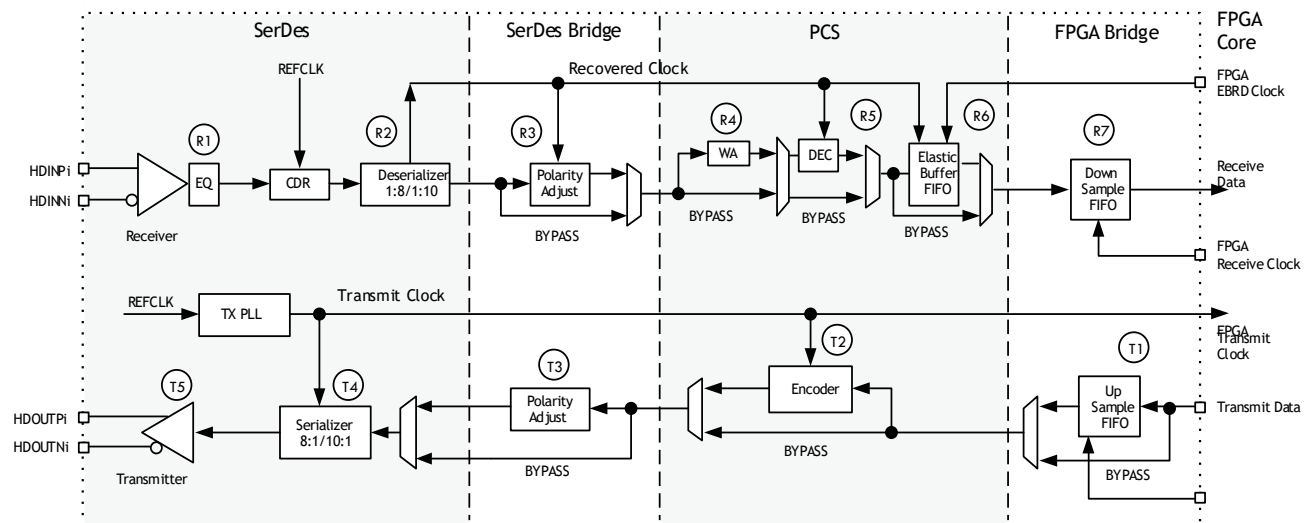 SerDes
SerDes Bridge
PCS
FPGA Bridge
FPGA
Core
REFCLK
Recovered Clock
FPGA
EBRD Clock
R1
R2
R3
R4
R5
R6
R7
HDINPi
HDINNi
EQ
CDR
Deserializer
1:8/1:10
Polarity
Adjust
WA
DEC
Elastic
Buffer
FIFO
Down
Sample
FIFO
Receive
Data
Receiver
BYPASS
BYPASS
BYPASS
BYPASS
FPGA
Receive Clock
REFCLK
TX PLL
Transmit Clock
FPGA
Transmit
Clock
T5
T4
T3
T2
T1
HDOUTPi
HDOUTNi
Serializer
8:1/10:1
Polarity
Adjust
Encoder
Up
Sample
FIFO
Transmit Data
Transmitter
BYPASS
BYPASS
BYPASS